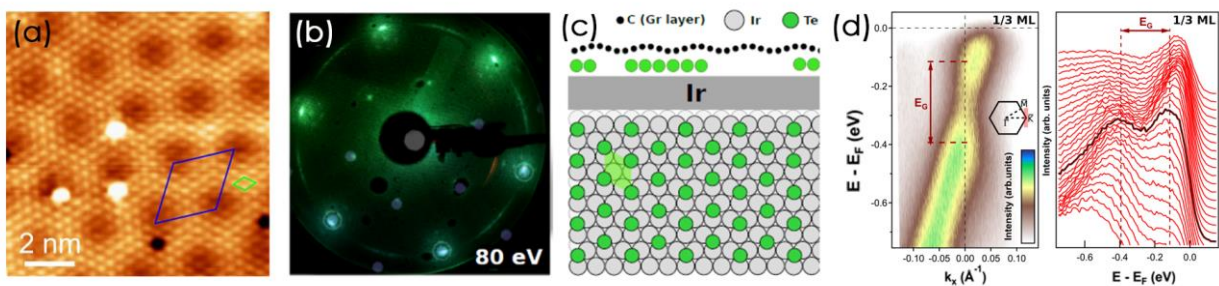 (a)
2 nm
(b)
80 eV
(c)
C (Gr layer) Ir Te
Ir
(d)
1/3 ML
E_G
M
K
Γ
Intensity (arb.units)
E - E_F (eV)
0.0
-0.2
-0.4
-0.6
-0.10 -0.05 0.00 0.05 0.10
k_x (Å⁻¹)
1/3 ML
E_G
Intensity (arb. units)
-0.6 -0.4 -0.2 0.0
E - E_F (eV)